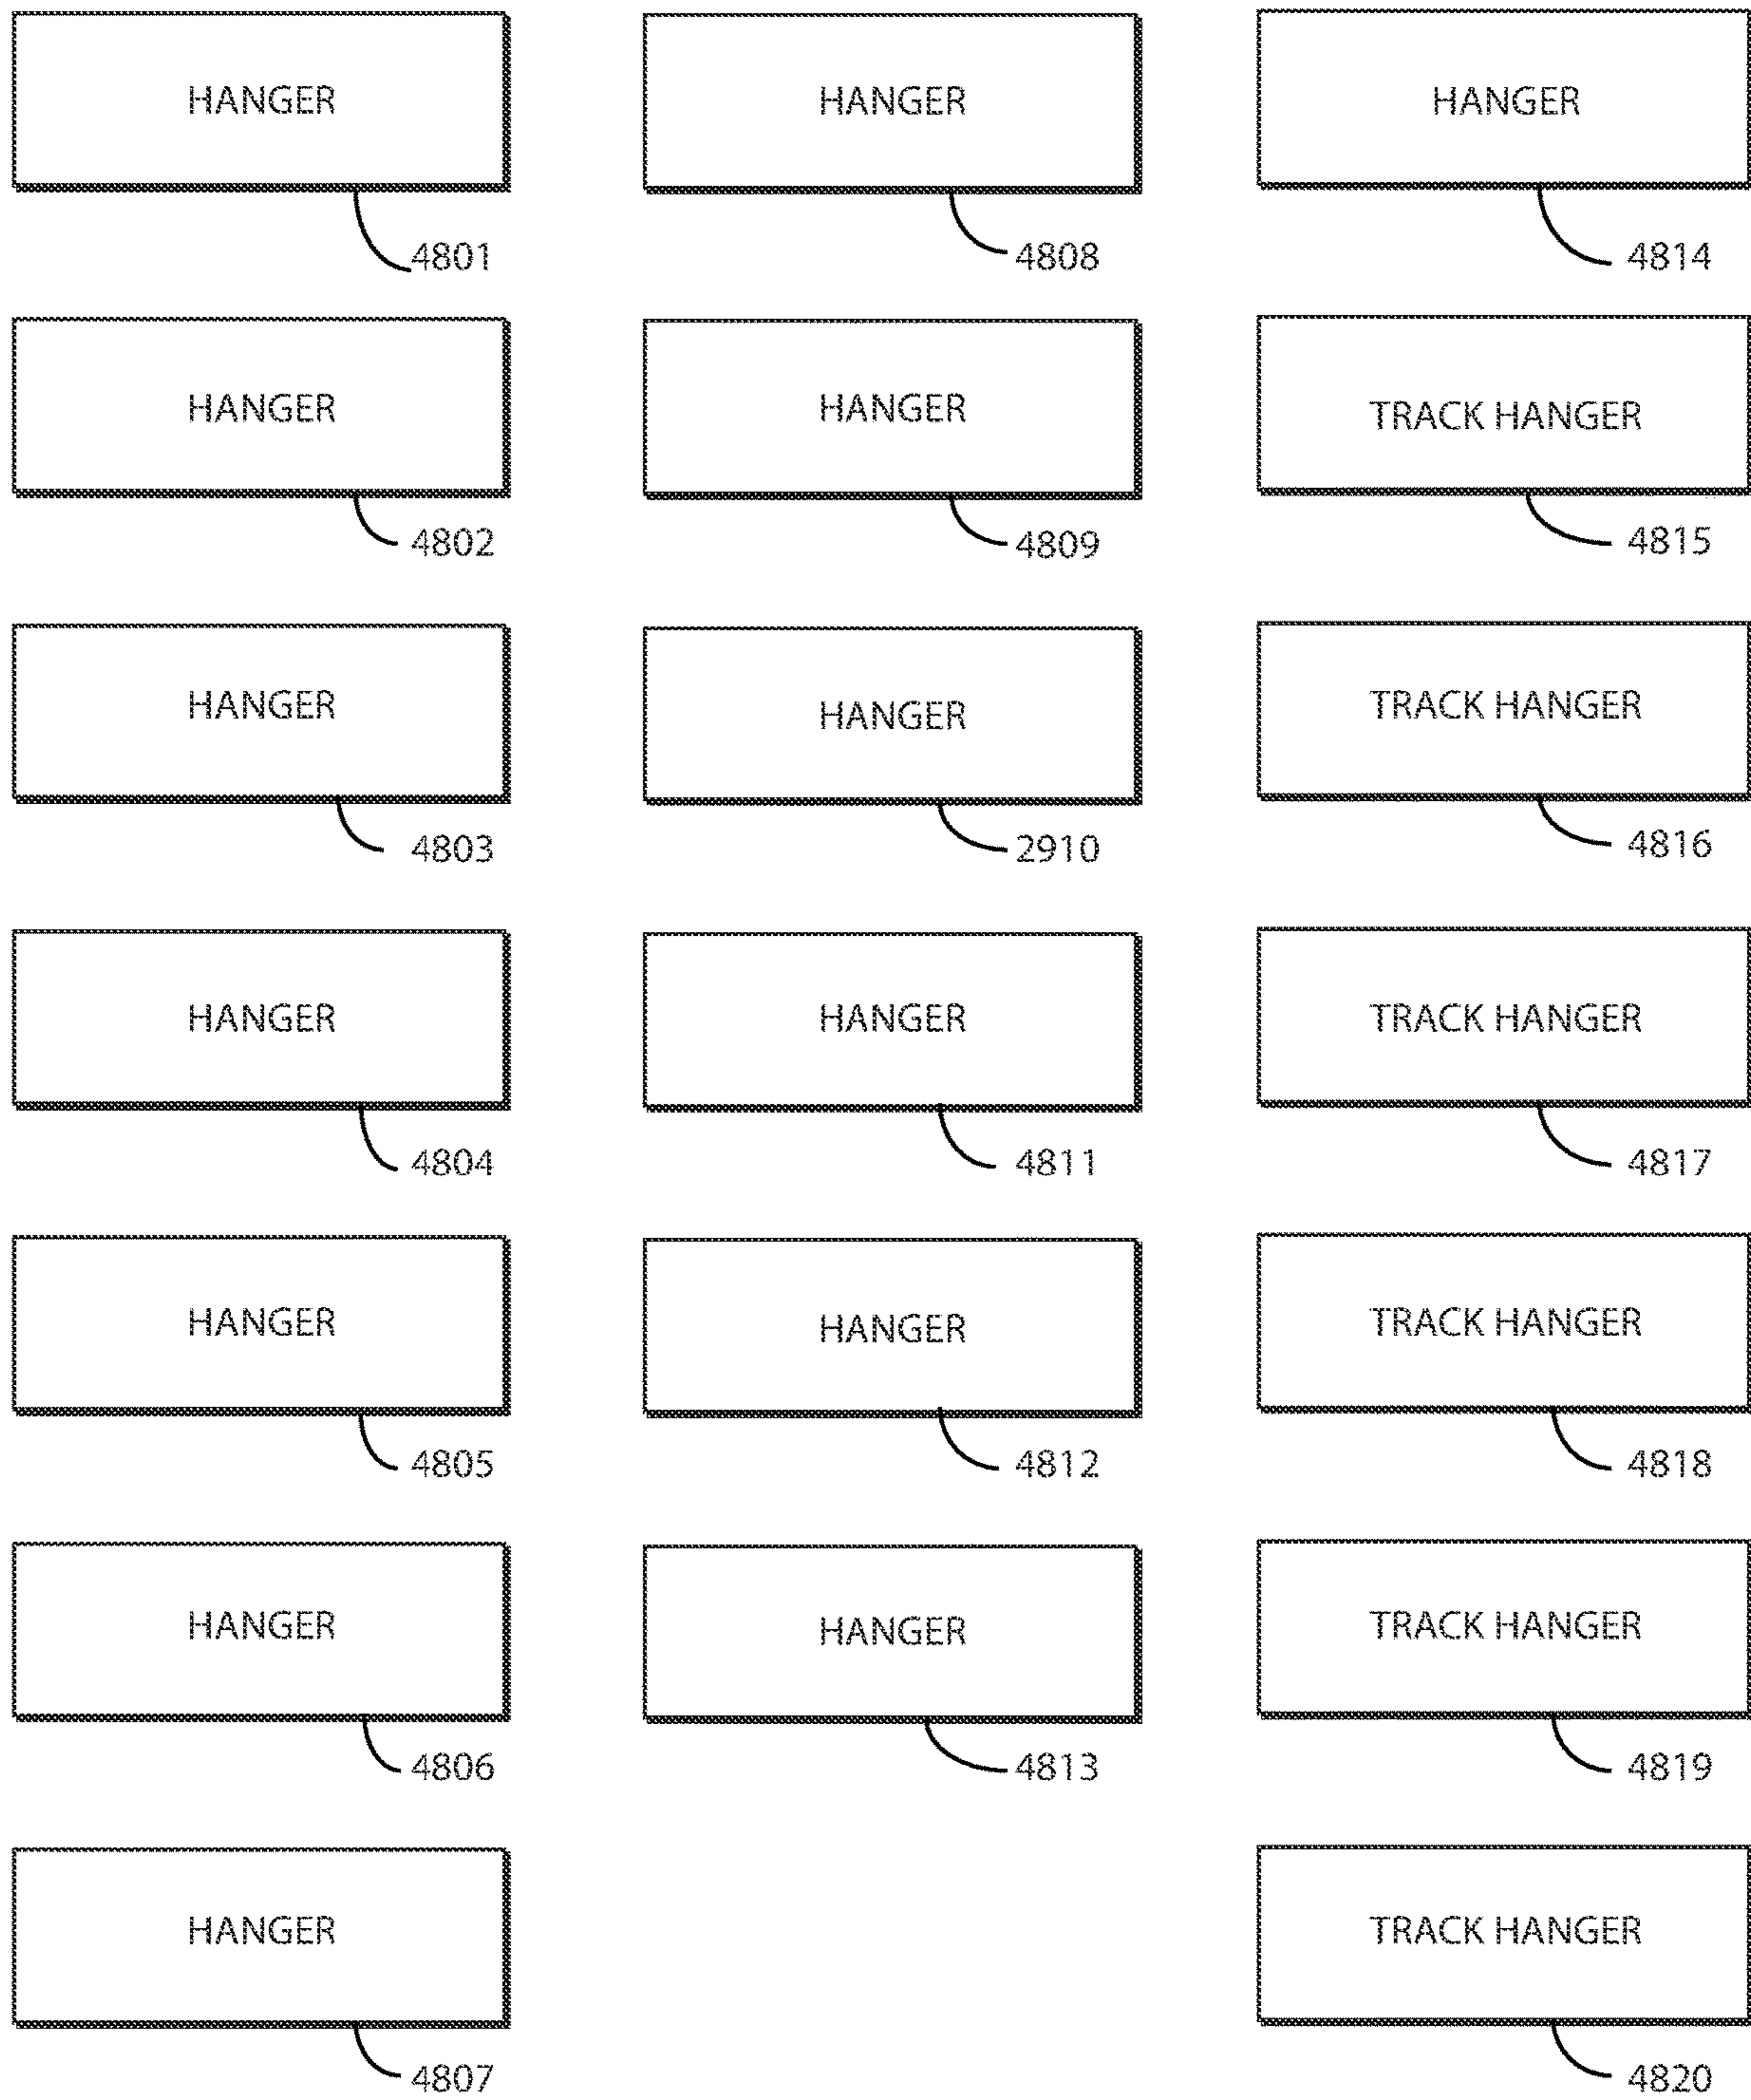 HANGER
4801
HANGER
4802
HANGER
4803
HANGER
4804
HANGER
4805
HANGER
4806
HANGER
4807
HANGER
4808
HANGER
4809
HANGER
2910
HANGER
4811
HANGER
4812
HANGER
4813
HANGER
4814
TRACK HANGER
4815
TRACK HANGER
4816
TRACK HANGER
4817
TRACK HANGER
4818
TRACK HANGER
4819
TRACK HANGER
4820